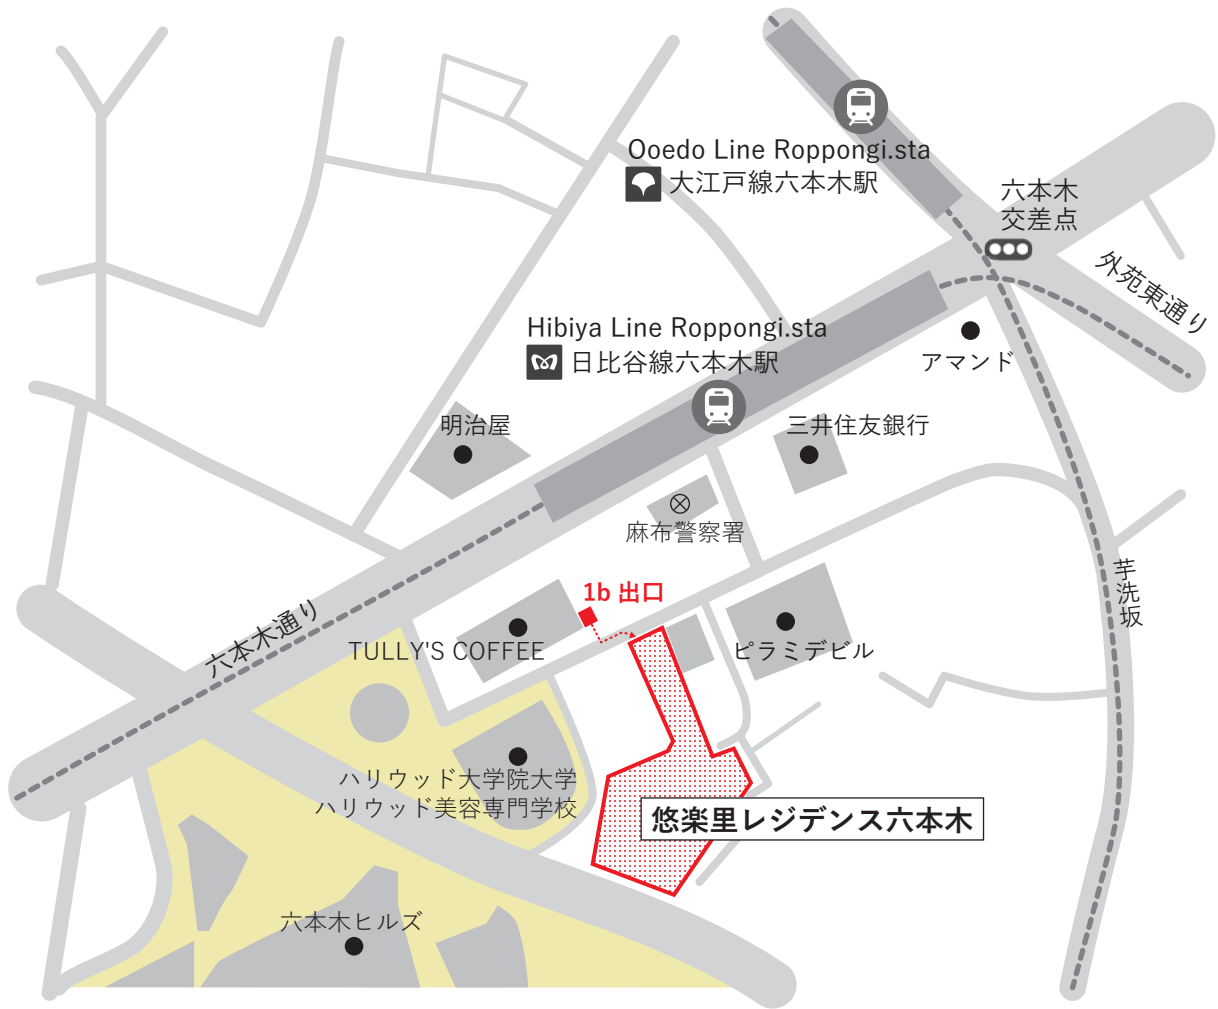 Ooedo Line Roppongi.sta
大江戸線六本木駅
六本木
交差点
外苑東通り
Hibiya Line Roppongi.sta
日比谷線六本木駅
アマンド
明治屋
三井住友銀行
麻布警察署
芋洗坂
1b 出口
六本木通り
TULLY'S COFFEE
ピラミデビル
ハリウッド大学院大学
ハリウッド美容専門学校
悠楽里レジデンス六本木
六本木ヒルズ